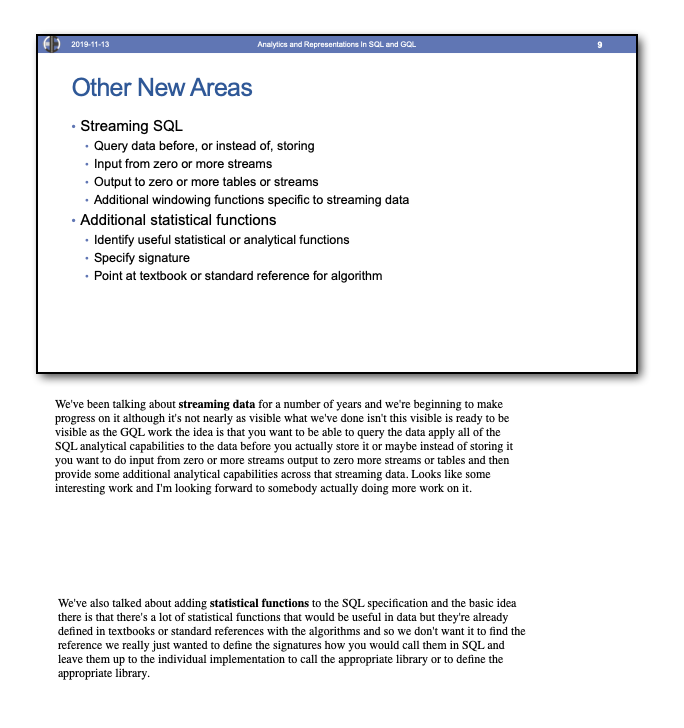 2019-11-13 Analytics and Representations In SQL and GQL 9
Other New Areas
• Streaming SQL
• Query data before, or instead of, storing
• Input from zero or more streams
• Output to zero or more tables or streams
• Additional windowing functions specific to streaming data
• Additional statistical functions
• Identify useful statistical or analytical functions
• Specify signature
• Point at textbook or standard reference for algorithm
We've been talking about streaming data for a number of years and we're beginning to make
progress on it although it's not nearly as visible what we've done isn't this visible is ready to be
visible as the GQL work the idea is that you want to be able to query the data apply all of the
SQL analytical capabilities to the data before you actually store it or maybe instead of storing it
you want to do input from zero or more streams output to zero more streams or tables and then
provide some additional analytical capabilities across that streaming data. Looks like some
interesting work and I'm looking forward to somebody actually doing more work on it.
We've also talked about adding statistical functions to the SQL specification and the basic idea
there is that there's a lot of statistical functions that would be useful in data but they're already
defined in textbooks or standard references with the algorithms and so we don't want it to find the
reference we really just wanted to define the signatures how you would call them in SQL and
leave them up to the individual implementation to call the appropriate library or to define the
appropriate library.